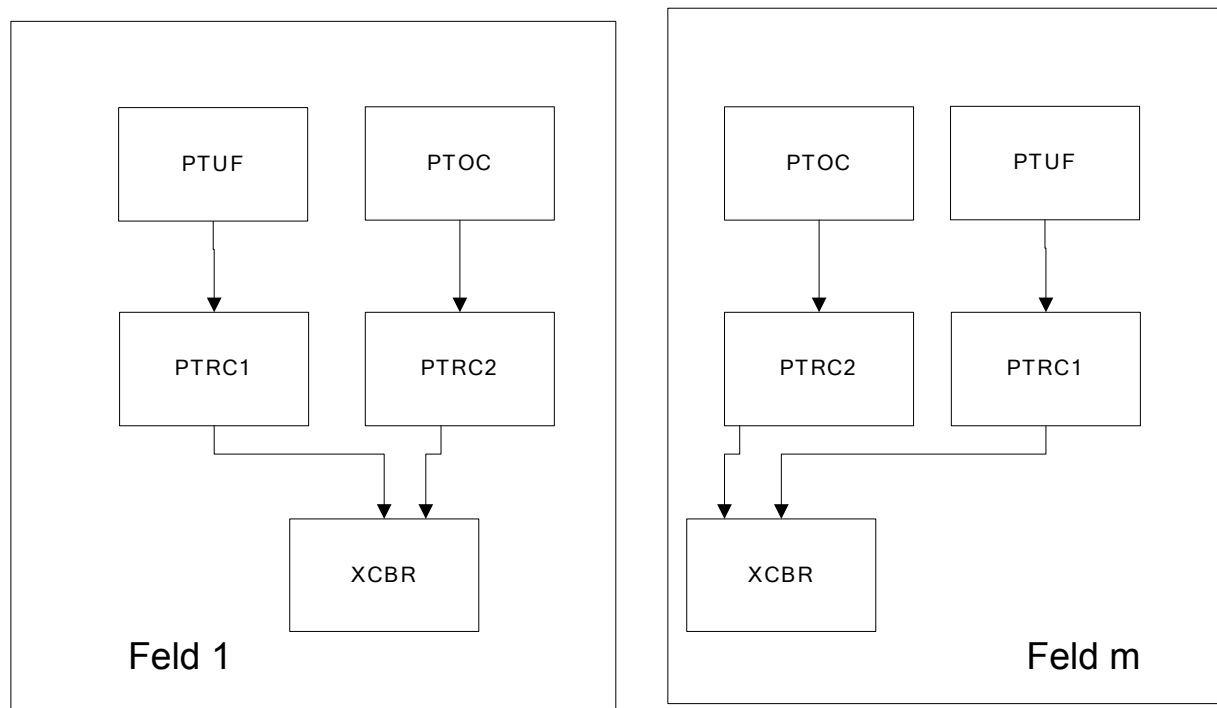 PTUF
PTOC
PTRC1
PTRC2
XCBR
Feld 1
PTOC
PTUF
PTRC2
PTRC1
XCBR
Feld m